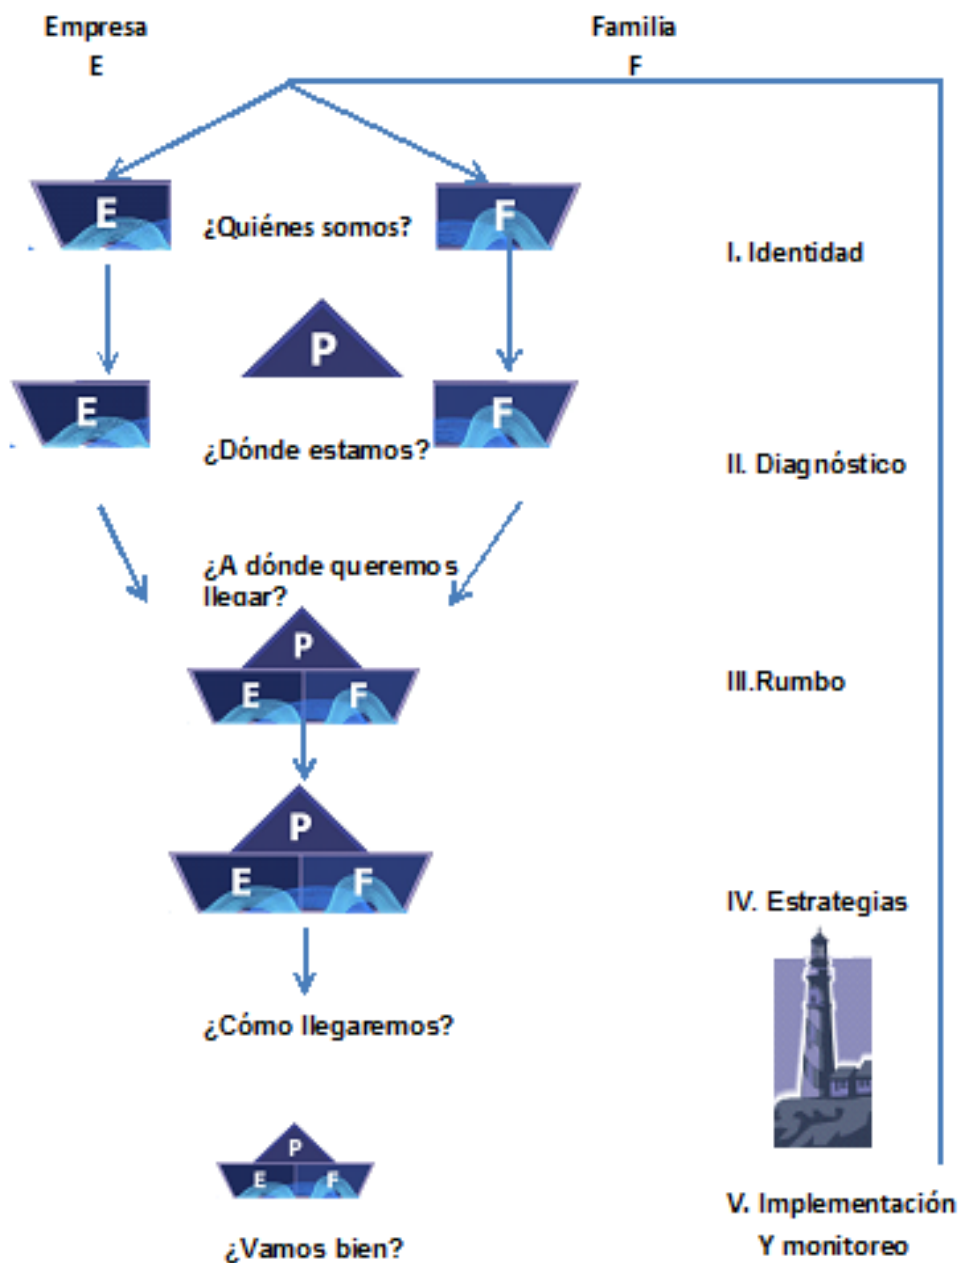 Empresa
Familia
E
F
E
¿Quiénes somos?
F
I. Identidad
P
E
F
¿Dónde estamos?
II. Diagnóstico
¿A dónde queremos
llegar?
P
E
F
III.Rumbo
P
E
F
IV. Estrategias
¿Cómo llegaremos?
P
E
F
V. Implementación
Y monitoreo
¿Vamos bien?